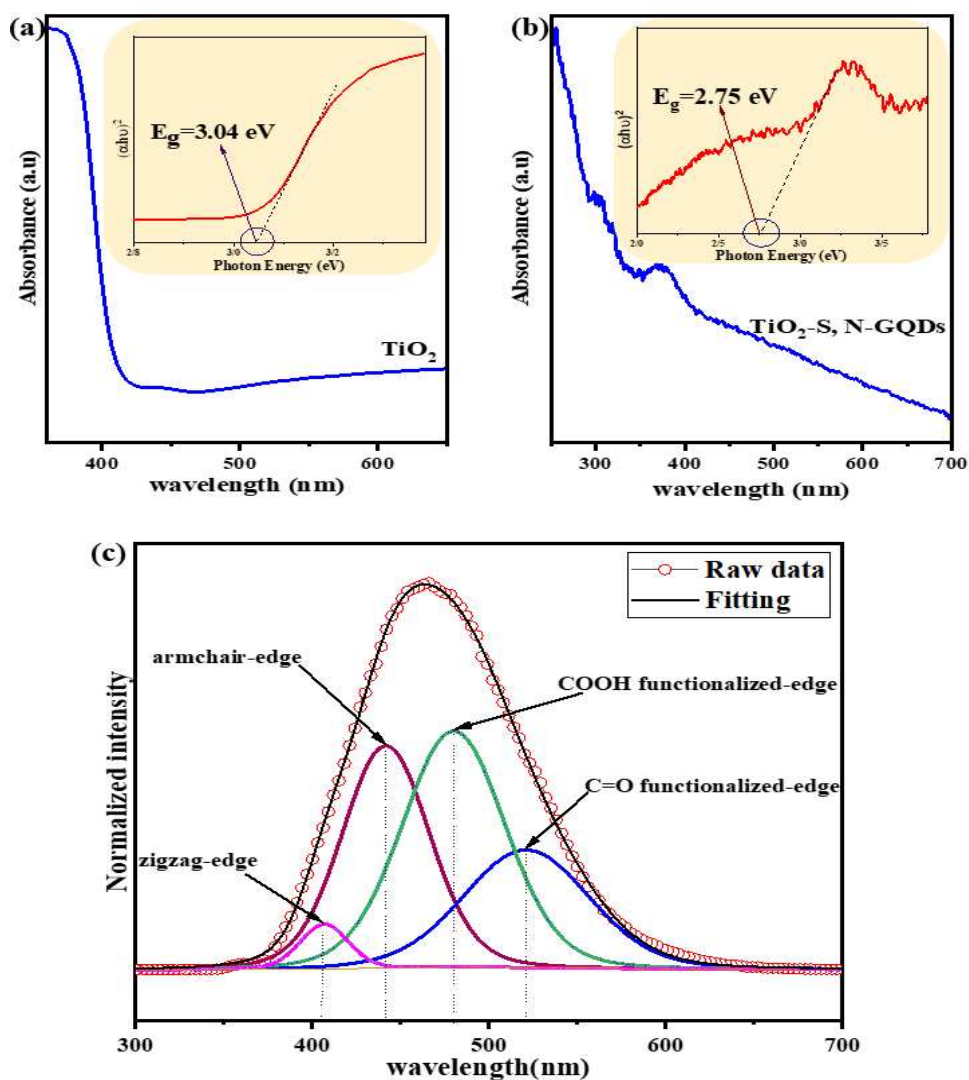 (a)
Absorbance (a.u)
(αhυ)²
E_g=3.04 eV
2/8 3/0 3/2
Photon Energy (eV)
TiO₂
400 500 600
wavelength (nm)
(b)
Absorbance (a.u)
(αhυ)²
E_g=2.75 eV
2/0 2/5 3/0 3/5
Photon Energy (eV)
TiO₂-S, N-GQDs
300 400 500 600 700
wavelength (nm)
(c)
Normalized intensity
Raw data
Fitting
armchair-edge
COOH functionalized-edge
C=O functionalized-edge
zigzag-edge
300 400 500 600 700
wavelength(nm)